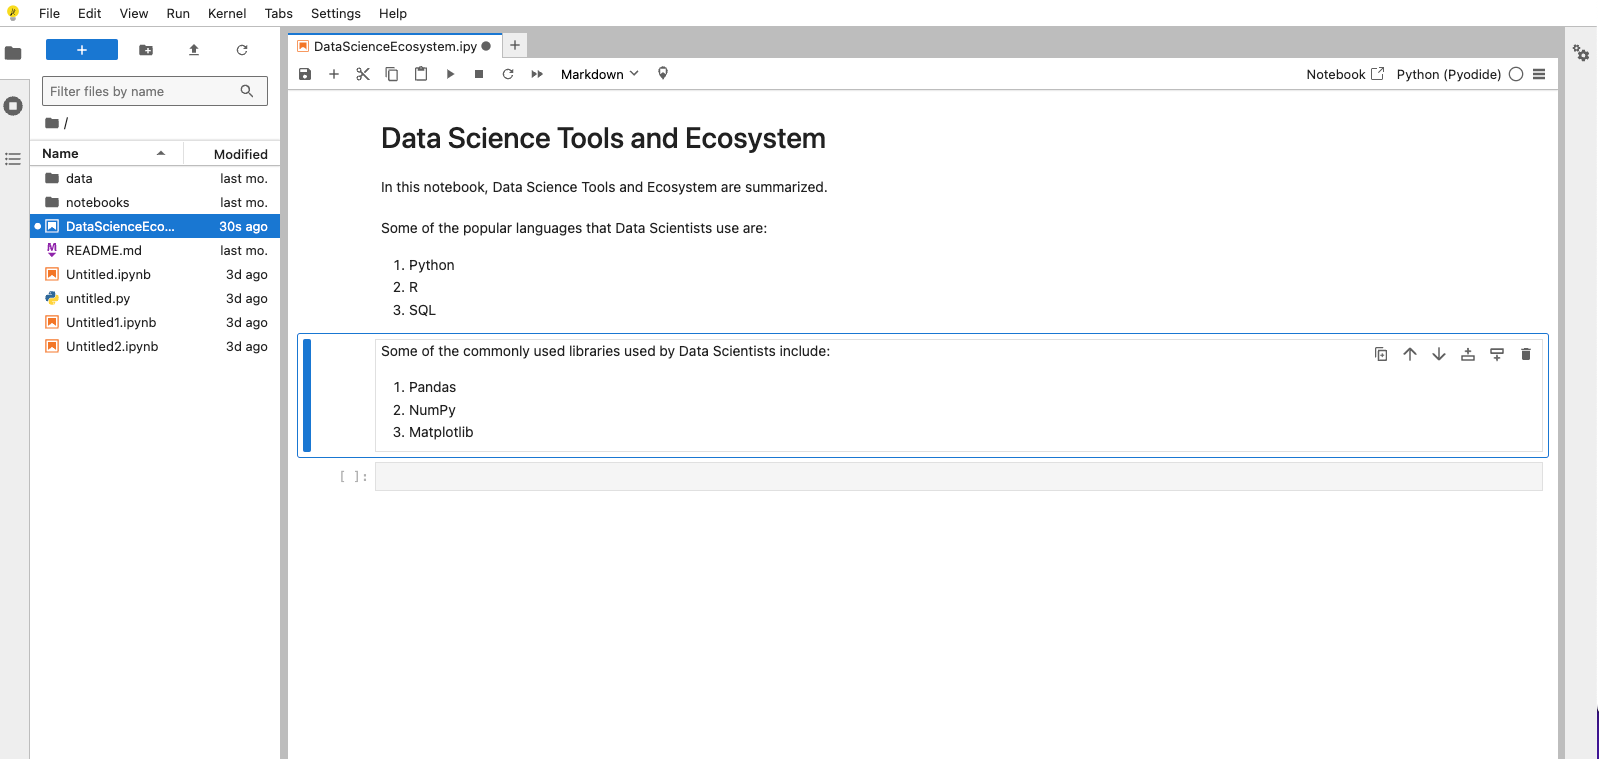 File Edit View Run Kernel Tabs Settings Help
DataScienceEcosystem.ipy
Markdown
Notebook
Python (Pyodide)
Filter files by name
/
Name Modified
data last mo.
notebooks last mo.
DataScienceEco... 30s ago
README.md last mo.
Untitled.ipynb 3d ago
untitled.py 3d ago
Untitled1.ipynb 3d ago
Untitled2.ipynb 3d ago
Data Science Tools and Ecosystem
In this notebook, Data Science Tools and Ecosystem are summarized.
Some of the popular languages that Data Scientists use are:
1. Python
2. R
3. SQL
Some of the commonly used libraries used by Data Scientists include:
1. Pandas
2. NumPy
3. Matplotlib
[ ]: